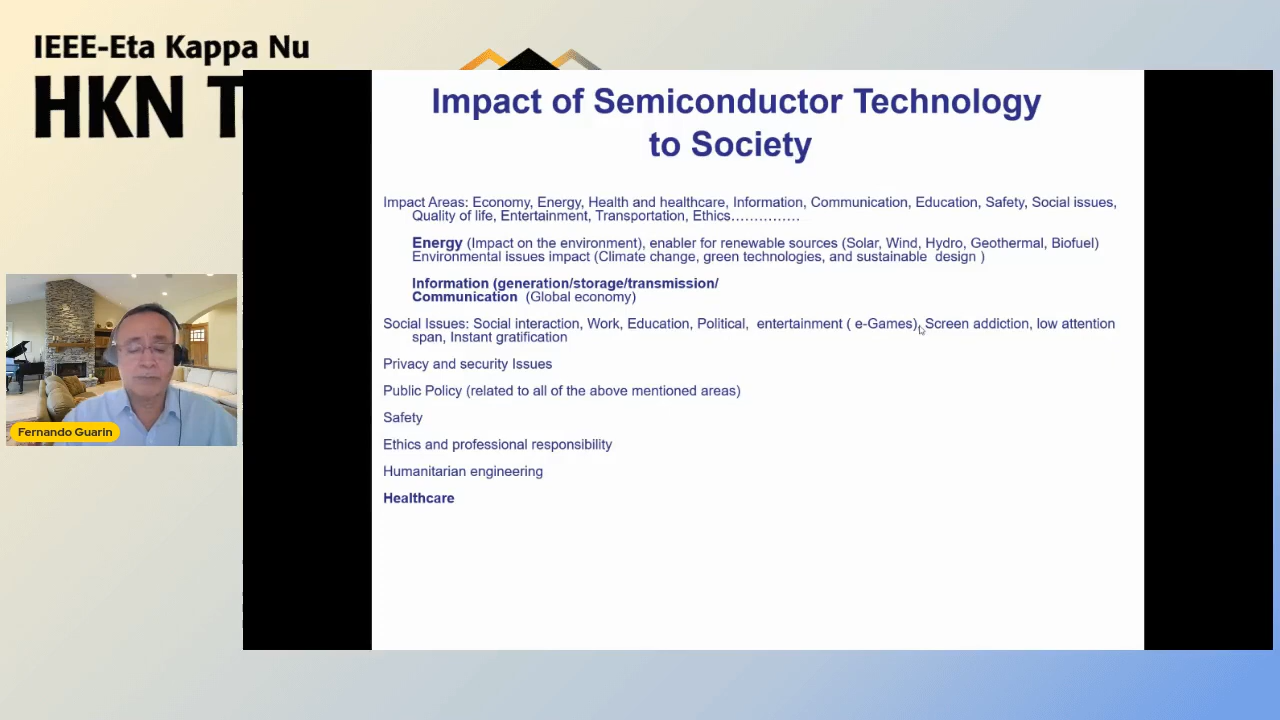 IEEE-Eta Kappa Nu
HKN T
Impact of Semiconductor Technology
to Society
Impact Areas: Economy, Energy, Health and healthcare, Information, Communication, Education, Safety, Social issues,
Quality of life, Entertainment, Transportation, Ethics……………
Energy (Impact on the environment), enabler for renewable sources (Solar, Wind, Hydro, Geothermal, Biofuel)
Environmental issues impact (Climate change, green technologies, and sustainable design )
Information (generation/storage/transmission/
Communication (Global economy)
Social Issues: Social interaction, Work, Education, Political, entertainment ( e-Games), Screen addiction, low attention
span, Instant gratification
Privacy and security Issues
Public Policy (related to all of the above mentioned areas)
Safety
Ethics and professional responsibility
Humanitarian engineering
Healthcare
Fernando Guarin